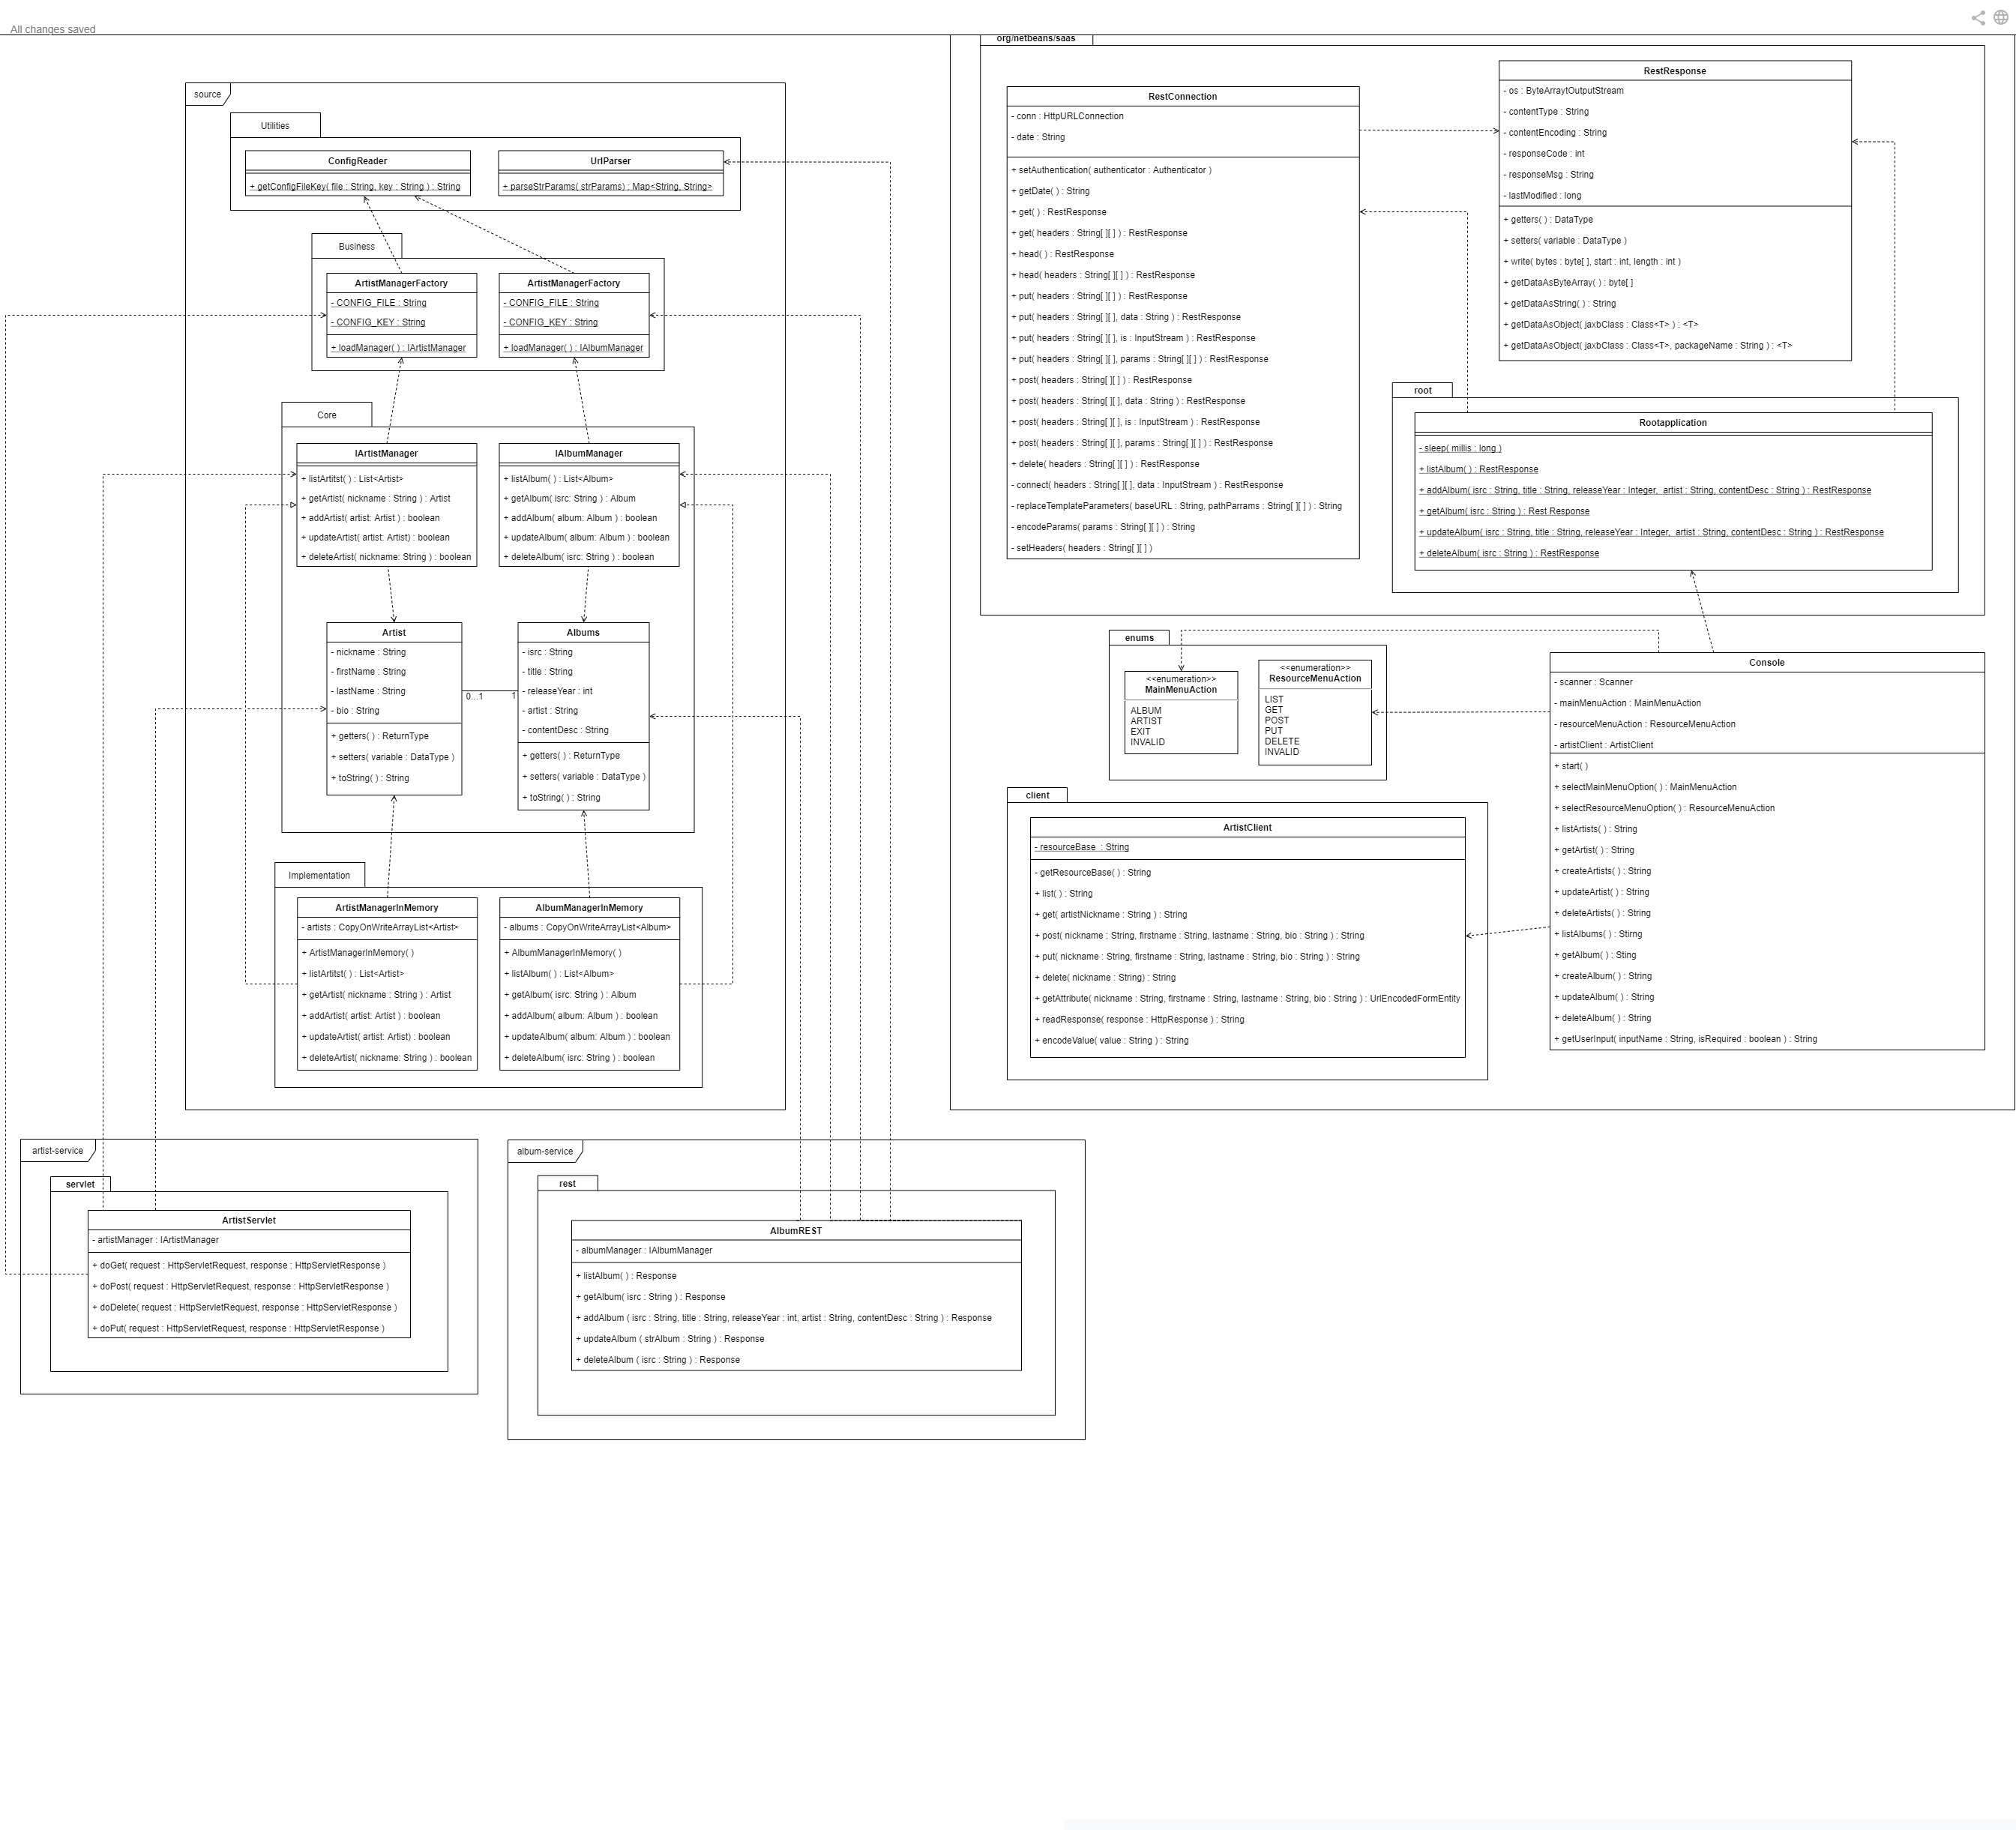 All changes saved
source
Utilities
ConfigReader
+ getConfigFileKey( file : String, key : String ) : String
UrlParser
+ parseStrParams( strParams) : Map<String, String>
Business
ArtistManagerFactory
- CONFIG_FILE : String
- CONFIG_KEY : String
+ loadManager( ) : IArtistManager
ArtistManagerFactory
- CONFIG_FILE : String
- CONFIG_KEY : String
+ loadManager( ) : IAlbumManager
Core
IArtistManager
+ listArtitst( ) : List<Artist>
+ getArtist( nickname : String ) : Artist
+ addArtist( artist: Artist ) : boolean
+ updateArtist( artist: Artist) : boolean
+ deleteArtist( nickname: String ) : boolean
IAlbumManager
+ listAlbum( ) : List<Album>
+ getAlbum( isrc: String ) : Album
+ addAlbum( album: Album ) : boolean
+ updateAlbum( album: Album ) : boolean
+ deleteAlbum( isrc: String ) : boolean
Artist
- nickname : String
- firstName : String
- lastName : String
- bio : String
+ getters( ) : ReturnType
+ setters( variable : DataType )
+ toString( ) : String
0...1
1
Albums
- isrc : String
- title : String
- releaseYear : int
- artist : String
- contentDesc : String
+ getters( ) : ReturnType
+ setters( variable : DataType )
+ toString( ) : String
Implementation
ArtistManagerInMemory
- artists : CopyOnWriteArrayList<Artist>
+ ArtistManagerInMemory( )
+ listArtitst( ) : List<Artist>
+ getArtist( nickname : String ) : Artist
+ addArtist( artist: Artist ) : boolean
+ updateArtist( artist: Artist) : boolean
+ deleteArtist( nickname: String ) : boolean
AlbumManagerInMemory
- albums : CopyOnWriteArrayList<Album>
+ AlbumManagerInMemory( )
+ listAlbum( ) : List<Album>
+ getAlbum( isrc: String ) : Album
+ addAlbum( album: Album ) : boolean
+ updateAlbum( album: Album ) : boolean
+ deleteAlbum( isrc: String ) : boolean
artist-service
servlet
ArtistServlet
- artistManager : IArtistManager
+ doGet( request : HttpServletRequest, response : HttpServletResponse )
+ doPost( request : HttpServletRequest, response : HttpServletResponse )
+ doDelete( request : HttpServletRequest, response : HttpServletResponse )
+ doPut( request : HttpServletRequest, response : HttpServletResponse )
album-service
rest
AlbumREST
- albumManager : IAlbumManager
+ listAlbum( ) : Response
+ getAlbum( isrc : String ) : Response
+ addAlbum ( isrc : String, title : String, releaseYear : int, artist : String, contentDesc : String ) : Response
+ updateAlbum ( strAlbum : String ) : Response
+ deleteAlbum ( isrc : String ) : Response
org/netbeans/saas
RestConnection
- conn : HttpURLConnection
- date : String
+ setAuthentication( authenticator : Authenticator )
+ getDate( ) : String
+ get( ) : RestResponse
+ get( headers : String[ ][ ] ) : RestResponse
+ head( ) : RestResponse
+ head( headers : String[ ][ ] ) : RestResponse
+ put( headers : String[ ][ ] ) : RestResponse
+ put( headers : String[ ][ ], data : String ) : RestResponse
+ put( headers : String[ ][ ], is : InputStream ) : RestResponse
+ put( headers : String[ ][ ], params : String[ ][ ] ) : RestResponse
+ post( headers : String[ ][ ] ) : RestResponse
+ post( headers : String[ ][ ], data : String ) : RestResponse
+ post( headers : String[ ][ ], is : InputStream ) : RestResponse
+ post( headers : String[ ][ ], params : String[ ][ ] ) : RestResponse
+ delete( headers : String[ ][ ] ) : RestResponse
- connect( headers : String[ ][ ], data : InputStream ) : RestResponse
- replaceTemplateParameters( baseURL : String, pathParrams : String[ ][ ] ) : String
- encodeParams( params : String[ ][ ] ) : String
- setHeaders( headers : String[ ][ ] )
RestResponse
- os : ByteArraytOutputStream
- contentType : String
- contentEncoding : String
- responseCode : int
- responseMsg : String
- lastModified : long
+ getters( ) : DataType
+ setters( variable : DataType )
+ write( bytes : byte[ ], start : int, length : int )
+ getDataAsByteArray( ) : byte[ ]
+ getDataAsString( ) : String
+ getDataAsObject( jaxbClass : Class<T> ) : <T>
+ getDataAsObject( jaxbClass : Class<T>, packageName : String ) : <T>
root
Rootapplication
- sleep( millis : long )
+ listAlbum( ) : RestResponse
+ addAlbum( isrc : String, title : String, releaseYear : Integer,  artist : String, contentDesc : String ) : RestResponse
+ getAlbum( isrc : String ) : Rest Response
+ updateAlbum( isrc : String, title : String, releaseYear : Integer,  artist : String, contentDesc : String ) : RestResponse
+ deleteAlbum( isrc : String ) : RestResponse
enums
<<enumeration>>
MainMenuAction
ALBUM
ARTIST
EXIT
INVALID
<<enumeration>>
ResourceMenuAction
LIST
GET
POST
PUT
DELETE
INVALID
Console
- scanner : Scanner
- mainMenuAction : MainMenuAction
- resourceMenuAction : ResourceMenuAction
- artistClient : ArtistClient
+ start( )
+ selectMainMenuOption( ) : MainMenuAction
+ selectResourceMenuOption( ) : ResourceMenuAction
+ listArtists( ) : String
+ getArtist( ) : String
+ createArtists( ) : String
+ updateArtist( ) : String
+ deleteArtists( ) : String
+ listAlbums( ) : Stirng
+ getAlbum( ) : Sting
+ createAlbum( ) : String
+ updateAlbum( ) : String
+ deleteAlbum( ) : String
+ getUserInput( inputName : String, isRequired : boolean ) : String
client
ArtistClient
- resourceBase  : String
- getResourceBase( ) : String
+ list( ) : String
+ get( artistNickname : String ) : String
+ post( nickname : String, firstname : String, lastname : String, bio : String ) : String
+ put( nickname : String, firstname : String, lastname : String, bio : String ) : String
+ delete( nickname : String) : String
+ getAttribute( nickname : String, firstname : String, lastname : String, bio : String ) : UrlEncodedFormEntity
+ readResponse( response : HttpResponse ) : String
+ encodeValue( value : String ) : String